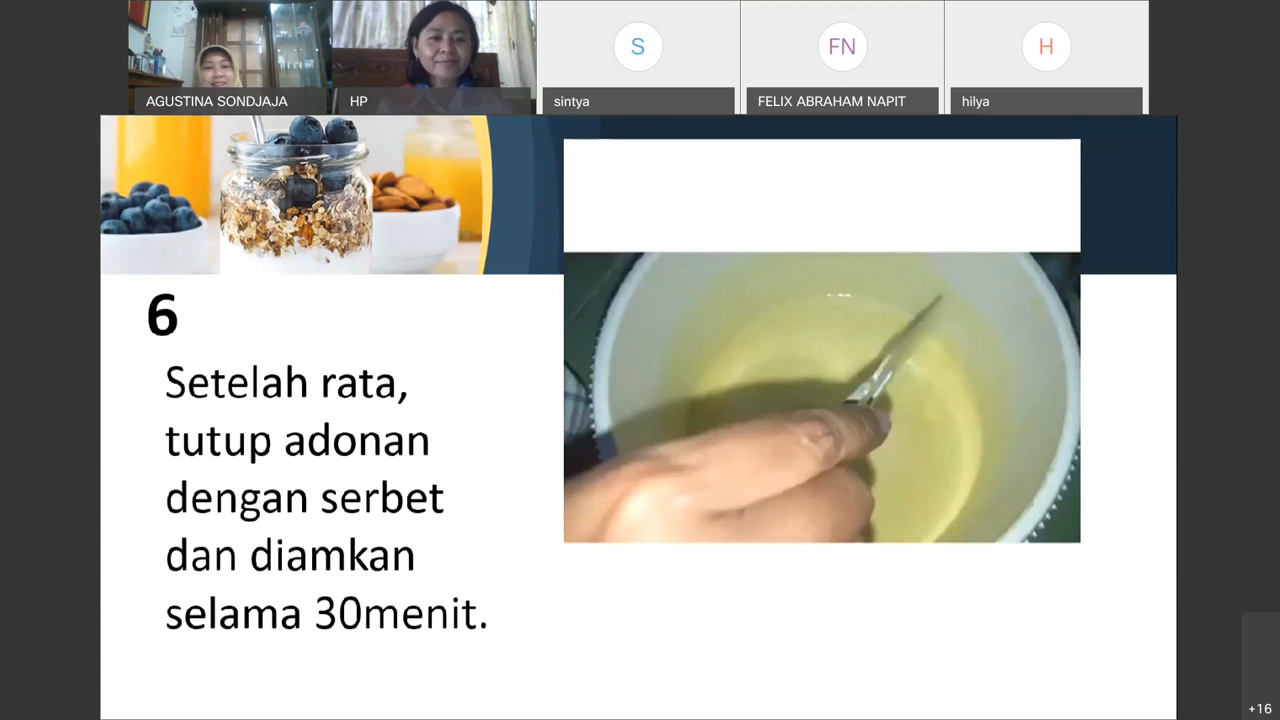 S
FN
H
AGUSTINA SONDJAJA
HP
sintya
FELIX ABRAHAM NAPIT
hilya
6
Setelah rata,
tutup adonan
dengan serbet
dan diamkan
selama 30menit.
+16